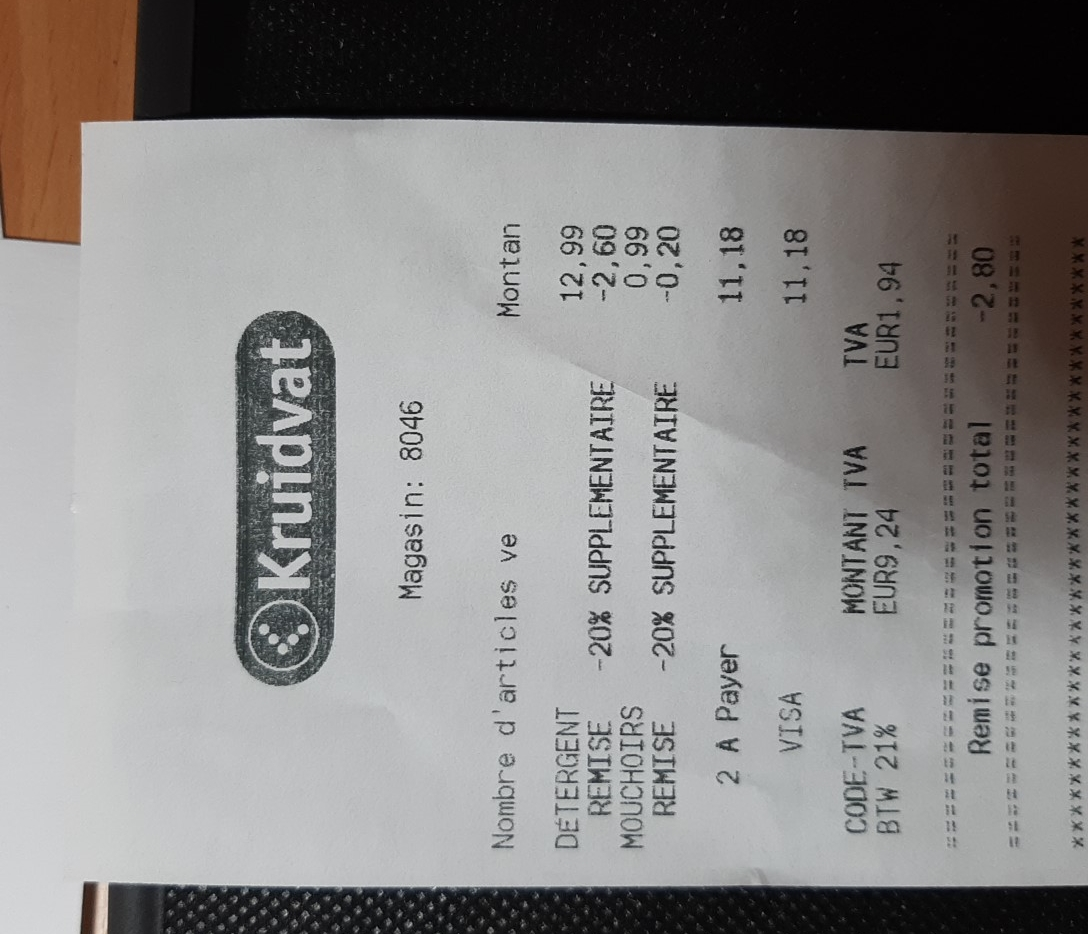 Kruidvat
Magasin: 8046
Nombre d'articles ve Montan
DÉTERGENT 12,99
REMISE -20% SUPPLEMENTAIRE -2,60
MOUCHOIRS 0,99
REMISE -20% SUPPLEMENTAIRE -0,20
2 A Payer 11,18
VISA 11,18
CODE-TVA MONTANT TVA TVA
BTW 21% EUR9,24 EUR1,94
========================================
Remise promotion total -2,80
========================================
****************************************